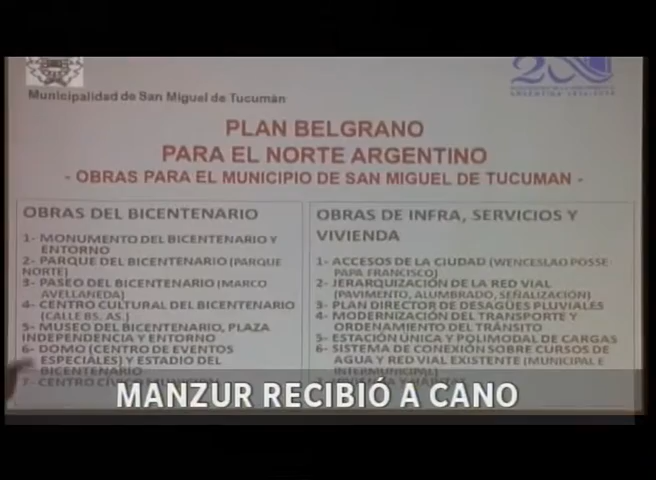 Municipalidad de San Miguel de Tucumán
PLAN BELGRANO
PARA EL NORTE ARGENTINO
- OBRAS PARA EL MUNICIPIO DE SAN MIGUEL DE TUCUMAN -
OBRAS DEL BICENTENARIO
1- MONUMENTO DEL BICENTENARIO Y
ENTORNO
2- PARQUE DEL BICENTENARIO (PARQUE
NORTE)
3- PASEO DEL BICENTENARIO (MARCO
AVELLANEDA)
4- CENTRO CULTURAL DEL BICENTENARIO
(CALLE BS. AS.)
5- MUSEO DEL BICENTENARIO, PLAZA
INDEPENDENCIA Y ENTORNO
6- DOMO (CENTRO DE EVENTOS
ESPECIALES) Y ESTADIO DEL
BICENTENARIO
7- CENTRO
OBRAS DE INFRA, SERVICIOS Y
VIVIENDA
1- ACCESOS DE LA CIUDAD (WENCESLAO POSSE
PAPA FRANCISCO)
2- JERARQUIZACIÓN DE LA RED VIAL
(PAVIMENTO, ALUMBRADO, SEÑALIZACIÓN)
3- PLAN DIRECTOR DE DESAGÜES PLUVIALES
4- MODERNIZACIÓN DEL TRANSPORTE Y
ORDENAMIENTO DEL TRÁNSITO
5- ESTACIÓN ÚNICA Y POLIMODAL DE CARGAS
6- SISTEMA DE CONEXIÓN SOBRE CURSOS DE
AGUA Y RED VIAL EXISTENTE (MUNICIPAL E
INTERMUNICIPAL)
MANZUR RECIBIÓ A CANO